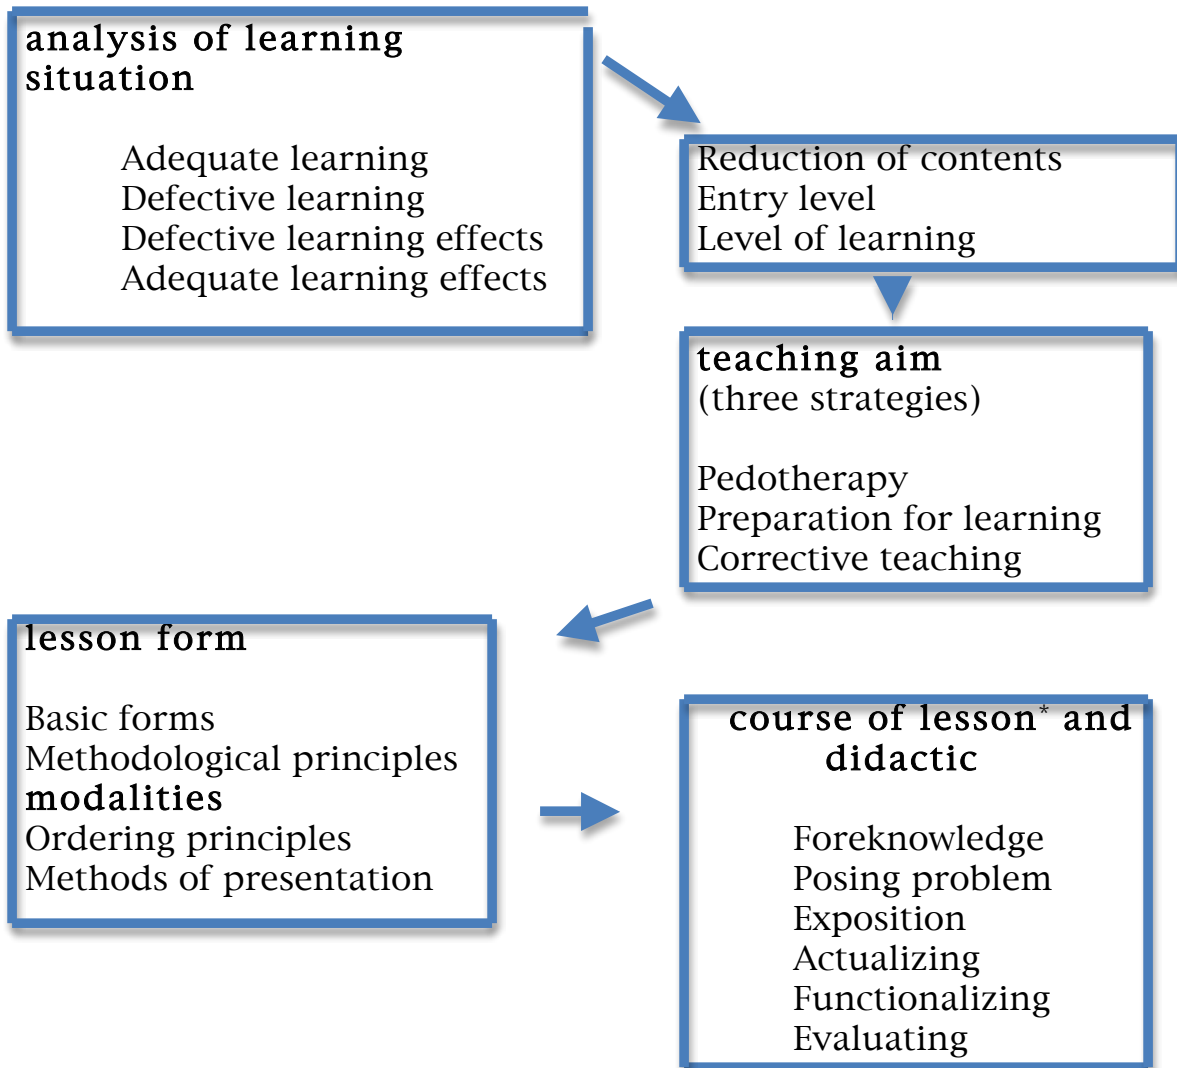 analysis of learning
situation
Adequate learning
Defective learning
Defective learning effects
Adequate learning effects
Reduction of contents
Entry level
Level of learning
teaching aim
(three strategies)
Pedotherapy
Preparation for learning
Corrective teaching
lesson form
Basic forms
Methodological principles
modalities
Ordering principles
Methods of presentation
course of lesson* and
didactic
Foreknowledge
Posing problem
Exposition
Actualizing
Functionalizing
Evaluating